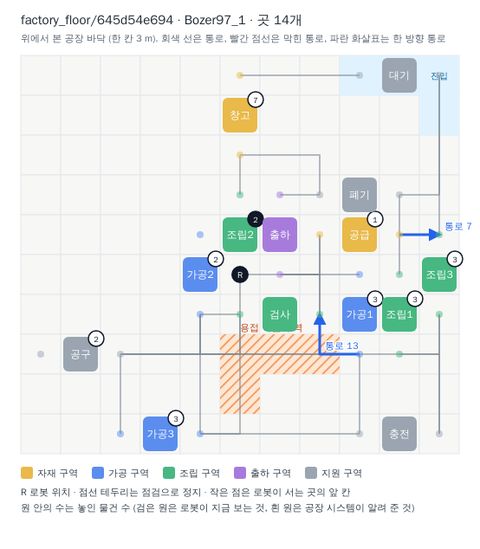 factory_floor/645d54e694 · Bozer97_1 · 곳 14개
위에서 본 공장 바닥 (한 칸 3 m). 회색 선은 통로, 빨간 점선은 막힌 통로, 파란 화살표는 한 방향 통로
대기
전립
7
창고
폐기
2
조립2
출하
1
공급
통로 7
2
가공2
R
3
조립3
검사
3
가공1
3
조립1
용접
역
통로 13
2
공구
3
가공3
충전
자재 구역
가공 구역
조립 구역
출하 구역
지원 구역
R 로봇 위치 · 점선 테두리는 점검으로 정지 · 작은 점은 로봇이 서는 곳의 앞 칸
원 안의 수는 놓인 물건 수 (검은 원은 로봇이 지금 보는 것, 흰 원은 공장 시스템이 알려 준 것)